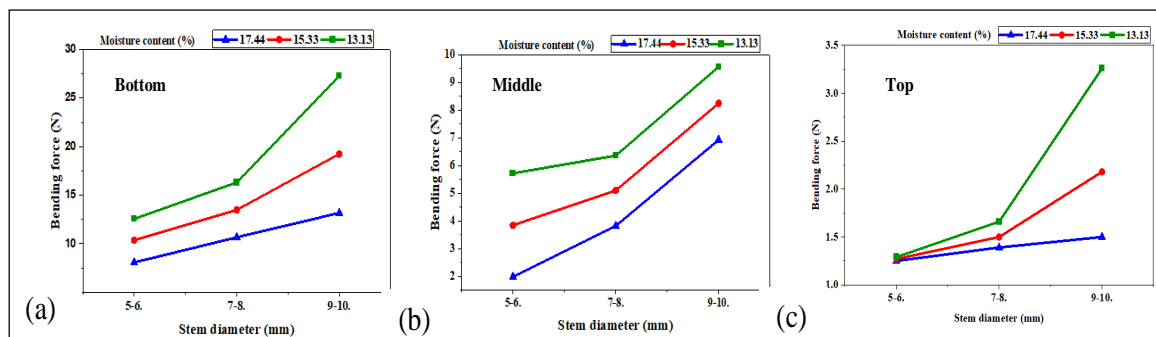 Moisture content (%) 17.44 15.33 13.13
30
25
20
15
10
Bottom
Bending force (N)
5-6. 7-8. 9-10.
Stem diameter (mm)
(a)
Moisture content (%) 17.44 15.33 13.13
10
9
8
7
6
5
4
3
2
Middle
Bending force (N)
5-6. 7-8. 9-10.
Stem diameter (mm)
(b)
Moisture content (%) 17.44 15.33 13.13
3.5
3.0
2.5
2.0
1.5
1.0
Top
Bending force (N)
5-6. 7-8. 9-10.
Stem diameter (mm)
(c)